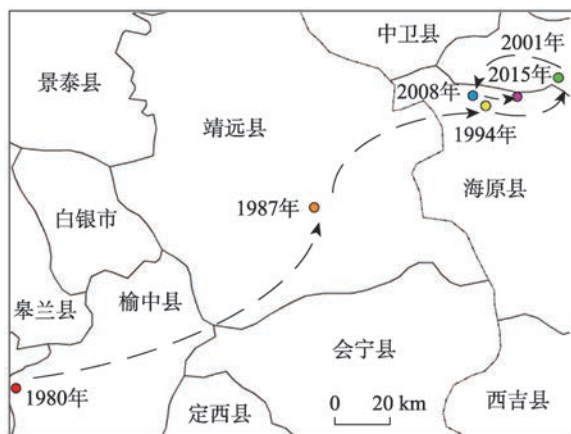 中卫县
2001年
景泰县
2015年
2008年
靖远县
1994年
海原县
1987年
白银市
榆中县
皋兰县
会宁县
1980年
0 20 km
西吉县
定西县